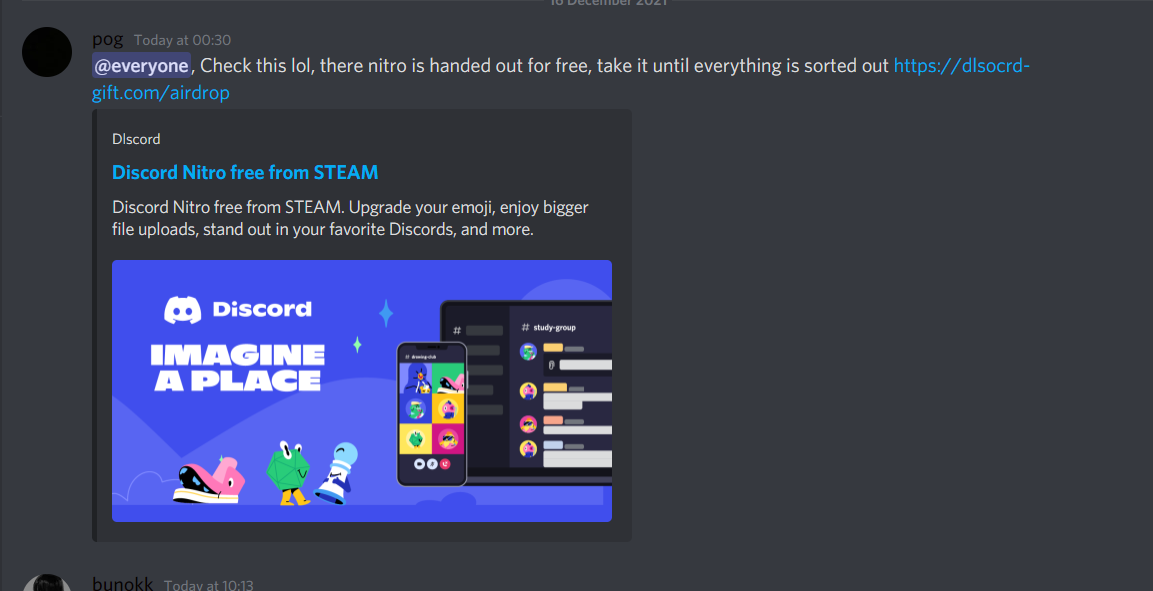 16 December 2021
pog Today at 00:30
@everyone, Check this lol, there nitro is handed out for free, take it until everything is sorted out https://dlsocrd-
gift.com/airdrop
DIscord
Discord Nitro free from STEAM
Discord Nitro free from STEAM. Upgrade your emoji, enjoy bigger
file uploads, stand out in your favorite Discords, and more.
Discord
IMAGINE
A PLACE
# study-group
#
# drawing-club
bunokk Today at 10:13